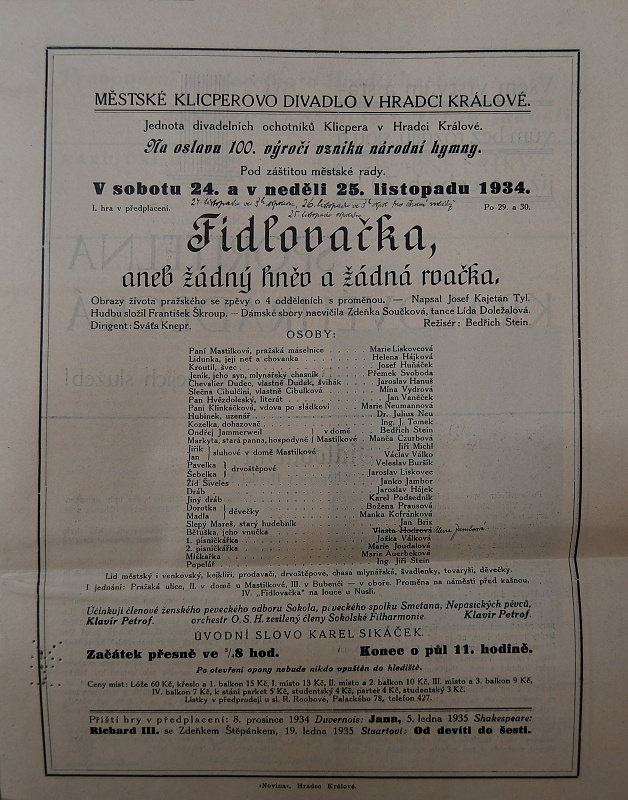 MĚSTSKÉ KLICPEROVO DIVADLO V HRADCI KRÁLOVÉ.
Jednota divadelních ochotníků Klicpera v Hradci Králové.
Na oslavu 100. výročí vzniku národní hymny.
Pod záštitou městské rady.
V sobotu 24. a v neděli 25. listopadu 1934.
I. hra v předplacení.
Po 29. a 30.
Fidlovačka,
aneb žádný hněv a žádná rvačka.
Obrazy života pražského se zpěvy o 4 odděleních s proměnou. — Napsal Josef Kajetán Tyl.
Hudbu složil František Škroup. — Dámské sbory nacvičila Zdenka Součková, tance Lída Doležalová.
Dirigent: Sváťa Knepr. Režisér: Bedřich Stein.
OSOBY:
Paní Mastílková, pražská máselnice . . . . . Marie Liskovcová
Lidunka, její neť a chovanka . . . . . Helena Hájková
Kroutil, švec . . . . . Josef Huňáček
Jeník, jeho syn, mlynářský chasník . . . . . Přemek Svoboda
Chevalier Dudec, vlastně Dudek, švihák . . . . . Jaroslav Hanuš
Slečna Cibulčini, vlastně Cibulková . . . . . Mína Vydrová
Pan Hvězdoleský, literát . . . . . Jan Vaněček
Paní Klinkáčková, vdova po sládkovi . . . . . Marie Neumannová
Hubínek, uzenář . . . . . Dr. Julius Neu
Kozelka, dohazovač . . . . . Ing. J. Tomek
Ondřej Jammerweil } v domě Bedřich Stein
Markyta, stará panna, hospodyně } Mastílkové . Manča Czurbová
Jiřík } sluhové v domě Mastílkové . . . . . Jiří Michl
Jan } Václav Válko
Pavelka } drvoštěpové . . . . . Veleslav Buršík
Šebelka } Jaroslav Liskovec
Žid Šiveles . . . . . Janko Jambor
Dráb . . . . . Jaroslav Hájek
Jiný dráb . . . . . Karel Podsedník
Dorotka } děvečky . . . . . Božena Prausová
Madla } Manka Kofránková
Slepý Mareš, starý hudebník . . . . . Jan Brix
Bětuška, jeho vnučka . . . . . Vlasta Hodrová
1. písničkářka . . . . . Jožka Válková
2. písničkářka . . . . . Marie Joudalová
Mlékařka . . . . . Marie Auerbeková
Popelář . . . . . Ing. Jiří Stein
Lid městský i venkovský, kejklíři, prodavači, drvoštěpové, chasa mlynářská, švadlenky, tovaryši, děvečky.
I. jednání: Pražská ulice, II. v domě u Mastílkové, III. v Bubenči — v oboře. Proměna na náměstí před kašnou,
IV. „Fidlovačka" na louce u Nuslí.
Účinkují členové ženského pěveckého odboru Sokola, pěveckého spolku Smetana, Nepasických pěvců,
Klavír Petrof. orchestr O. S. H. zesílený členy Sokolské Filharmonie. Klavír Petrof.
ÚVODNÍ SLOVO KAREL SIKÁČEK.
Začátek přesně ve 3/48 hod. Konec o půl 11. hodině.
Po otevření opony nebude nikdo vpuštěn do hlediště.
Ceny míst: Lóže 60 Kč, křeslo a 1. balkon 15 Kč, I. místo 13 Kč, II. místo a 2. balkon 10 Kč, III. místo a 3. balkon 9 Kč,
IV. balkon 7 Kč, k stání parket 5 Kč, studentský 4 Kč, parter 4 Kč, studentský 3 Kč.
Lístky v předprodeji u sl. R. Roobové, Palackého 78, telefon 427.
Příští hry v předplacení: 8. prosince 1934 Duvernois: Jana, 5. ledna 1935 Shakespeare:
Richard III. se Zdeňkem Štěpánkem, 19. ledna 1935 Stuartovi: Od devíti do šesti.
»Novina«, Hradec Králové.